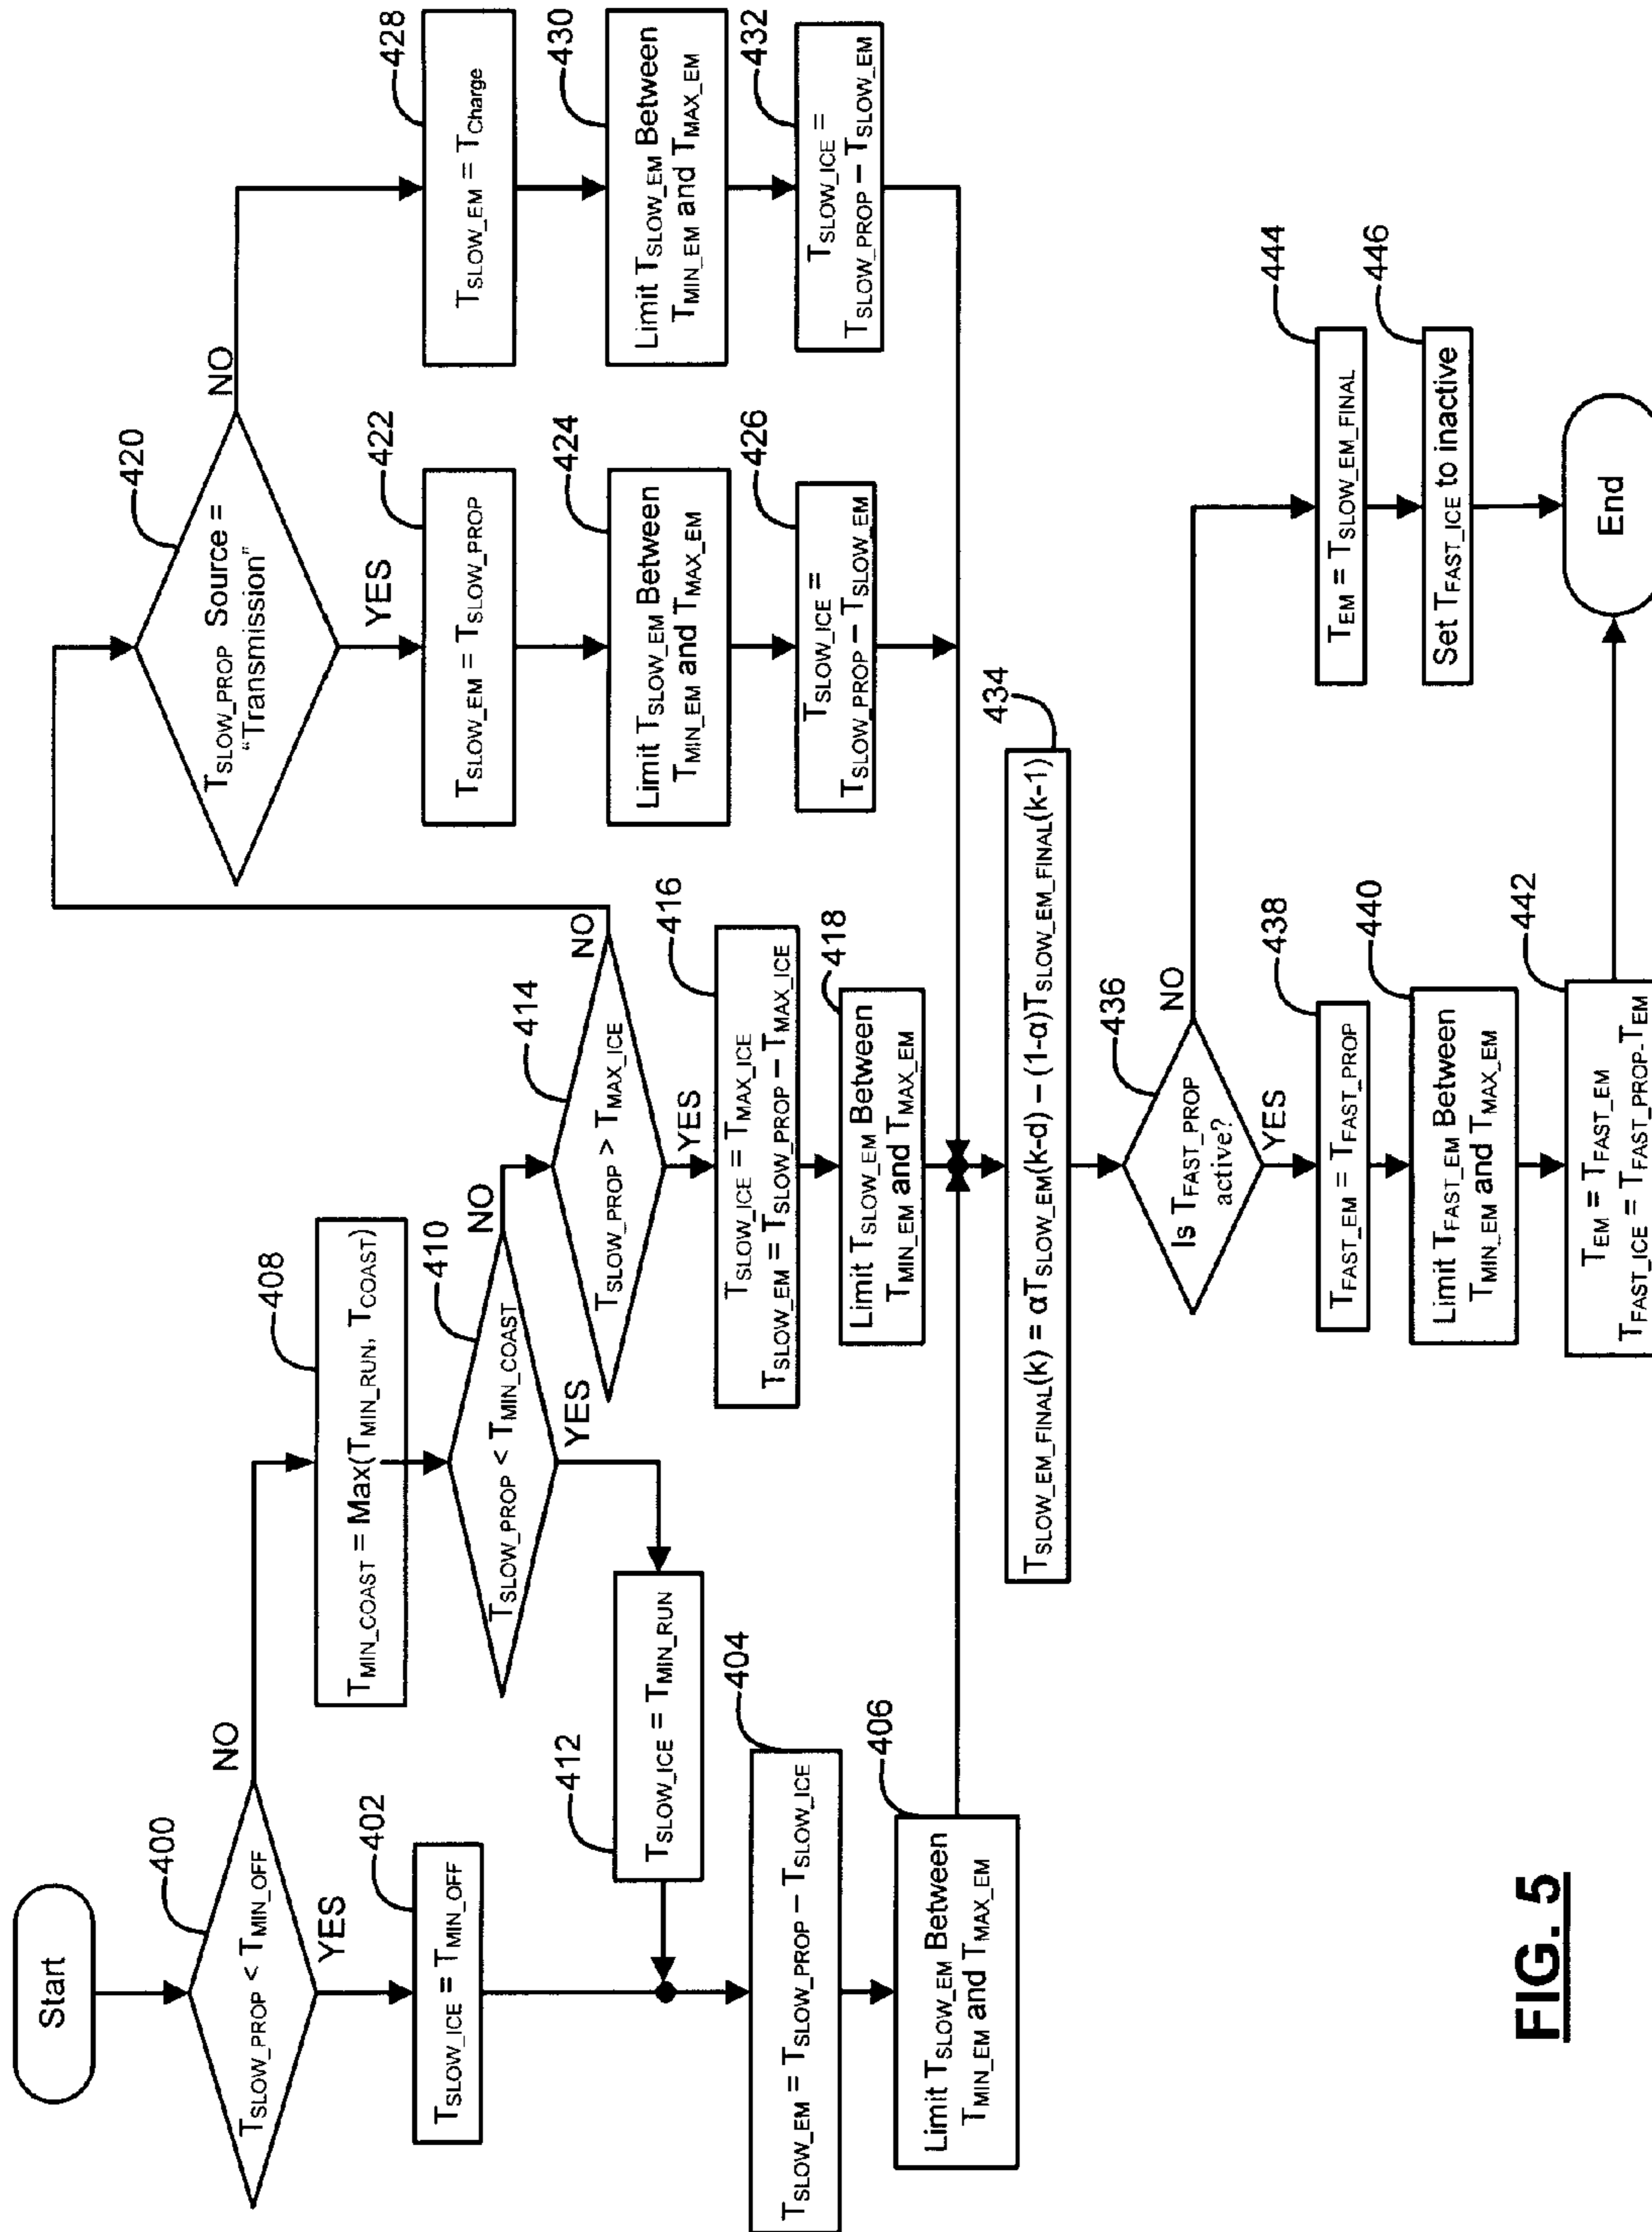 Start
400
T_SLOW_PROP < T_MIN_OFF
NO
YES
402
T_SLOW_ICE = T_MIN_OFF
404
T_SLOW_EM = T_SLOW_PROP – T_SLOW_ICE
406
Limit T_SLOW_EM Between
T_MIN_EM and T_MAX_EM
408
T_MIN_COAST = Max(T_MIN_RUN, T_COAST)
410
T_SLOW_PROP < T_MIN_COAST
NO
YES
412
T_SLOW_ICE = T_MIN_RUN
414
T_SLOW_PROP > T_MAX_ICE
NO
YES
416
T_SLOW_ICE = T_MAX_ICE
T_SLOW_EM = T_SLOW_PROP – T_MAX_ICE
418
Limit T_SLOW_EM Between
T_MIN_EM and T_MAX_EM
420
T_SLOW_PROP Source =
“Transmission”
NO
YES
422
T_SLOW_EM = T_SLOW_PROP
424
Limit T_SLOW_EM Between
T_MIN_EM and T_MAX_EM
426
T_SLOW_ICE =
T_SLOW_PROP – T_SLOW_EM
428
T_SLOW_EM = T_Charge
430
Limit T_SLOW_EM Between
T_MIN_EM and T_MAX_EM
432
T_SLOW_ICE =
T_SLOW_PROP – T_SLOW_EM
434
T_SLOW_EM_FINAL(k) = αT_SLOW_EM(k-d) – (1-α)T_SLOW_EM_FINAL(k-1)
436
Is T_FAST_PROP
active?
NO
YES
438
T_FAST_EM = T_FAST_PROP
440
Limit T_FAST_EM Between
T_MIN_EM and T_MAX_EM
442
T_EM = T_FAST_EM
T_FAST_ICE = T_FAST_PROP-T_EM
444
T_EM = T_SLOW_EM_FINAL
446
Set T_FAST_ICE to inactive
End
FIG. 5